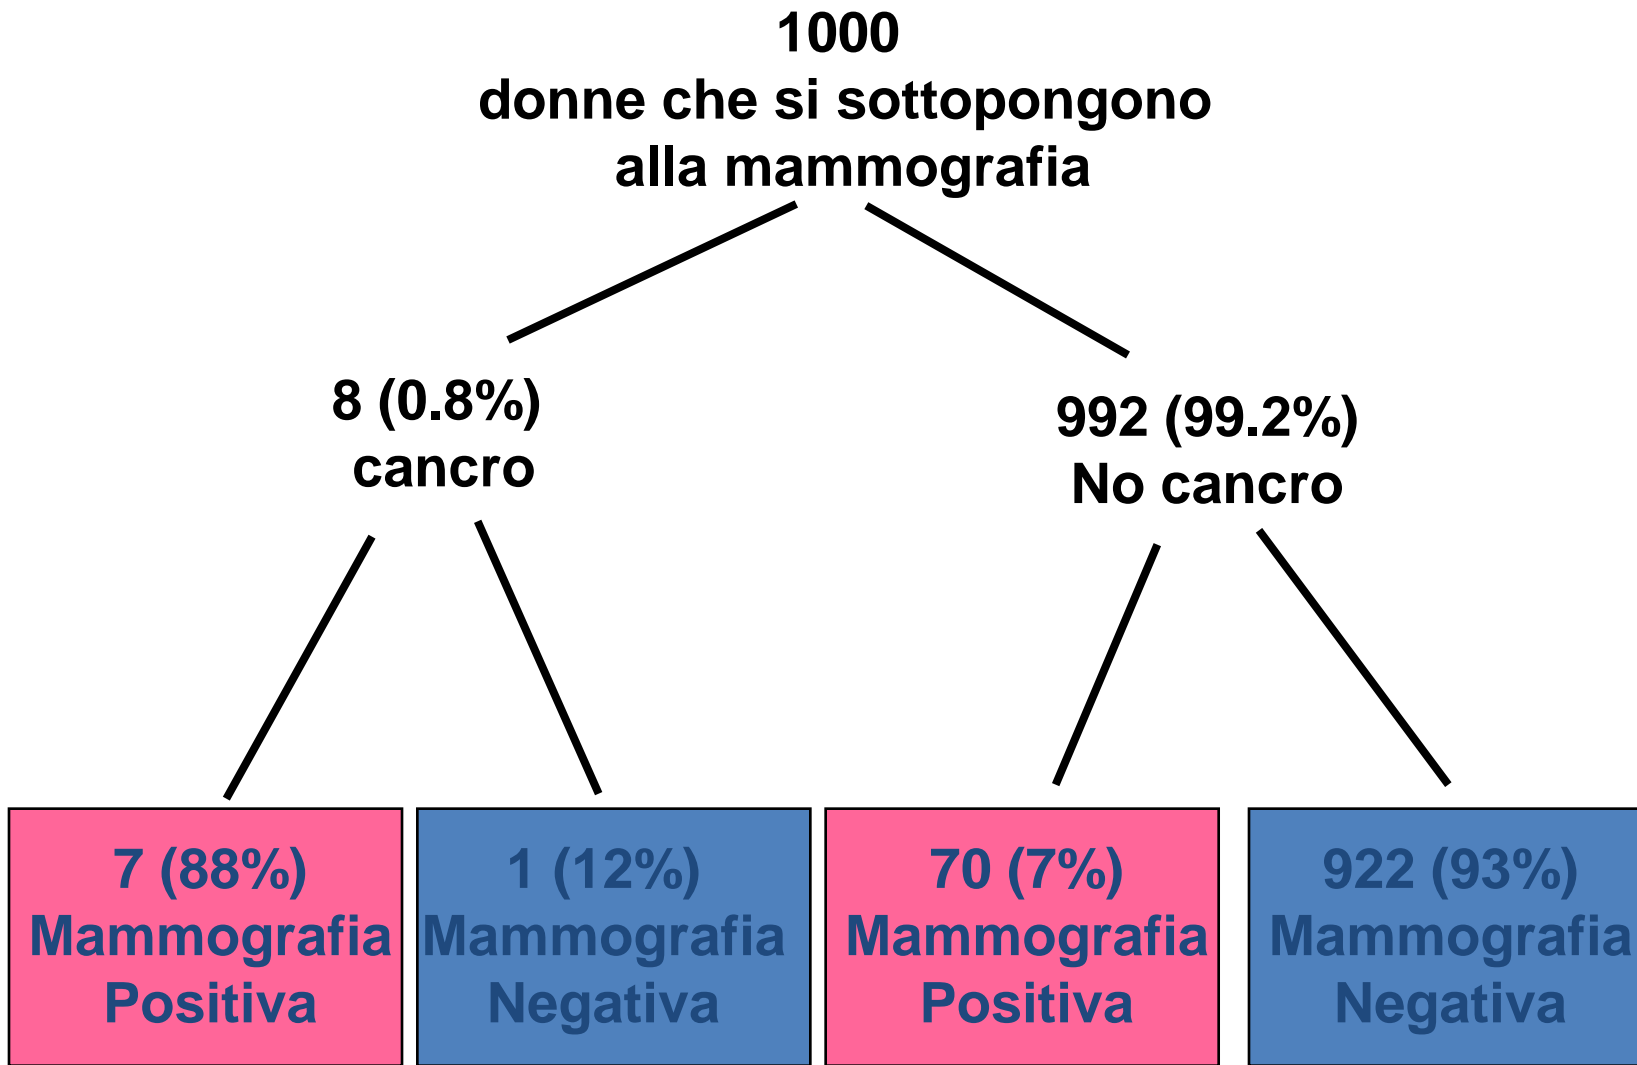 1000
donne che si sottopongono
alla mammografia
8 (0.8%)
cancro
992 (99.2%)
No cancro
7 (88%)
Mammografia
Positiva
1 (12%)
Mammografia
Negativa
70 (7%)
Mammografia
Positiva
922 (93%)
Mammografia
Negativa